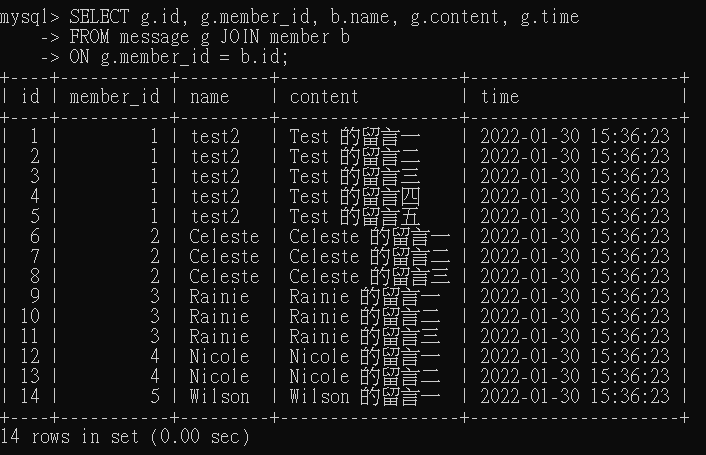 mysql> SELECT g.id, g.member_id, b.name, g.content, g.time
    -> FROM message g JOIN member b
    -> ON g.member_id = b.id;
+----+-----------+---------+------------------+---------------------+
| id | member_id | name    | content          | time                |
+----+-----------+---------+------------------+---------------------+
|  1 |         1 | test2   | Test 的留言一    | 2022-01-30 15:36:23 |
|  2 |         1 | test2   | Test 的留言二    | 2022-01-30 15:36:23 |
|  3 |         1 | test2   | Test 的留言三    | 2022-01-30 15:36:23 |
|  4 |         1 | test2   | Test 的留言四    | 2022-01-30 15:36:23 |
|  5 |         1 | test2   | Test 的留言五    | 2022-01-30 15:36:23 |
|  6 |         2 | Celeste | Celeste 的留言一 | 2022-01-30 15:36:23 |
|  7 |         2 | Celeste | Celeste 的留言二 | 2022-01-30 15:36:23 |
|  8 |         2 | Celeste | Celeste 的留言三 | 2022-01-30 15:36:23 |
|  9 |         3 | Rainie  | Rainie 的留言一  | 2022-01-30 15:36:23 |
| 10 |         3 | Rainie  | Rainie 的留言二  | 2022-01-30 15:36:23 |
| 11 |         3 | Rainie  | Rainie 的留言三  | 2022-01-30 15:36:23 |
| 12 |         4 | Nicole  | Nicole 的留言一  | 2022-01-30 15:36:23 |
| 13 |         4 | Nicole  | Nicole 的留言二  | 2022-01-30 15:36:23 |
| 14 |         5 | Wilson  | Wilson 的留言一  | 2022-01-30 15:36:23 |
+----+-----------+---------+------------------+---------------------+
14 rows in set (0.00 sec)